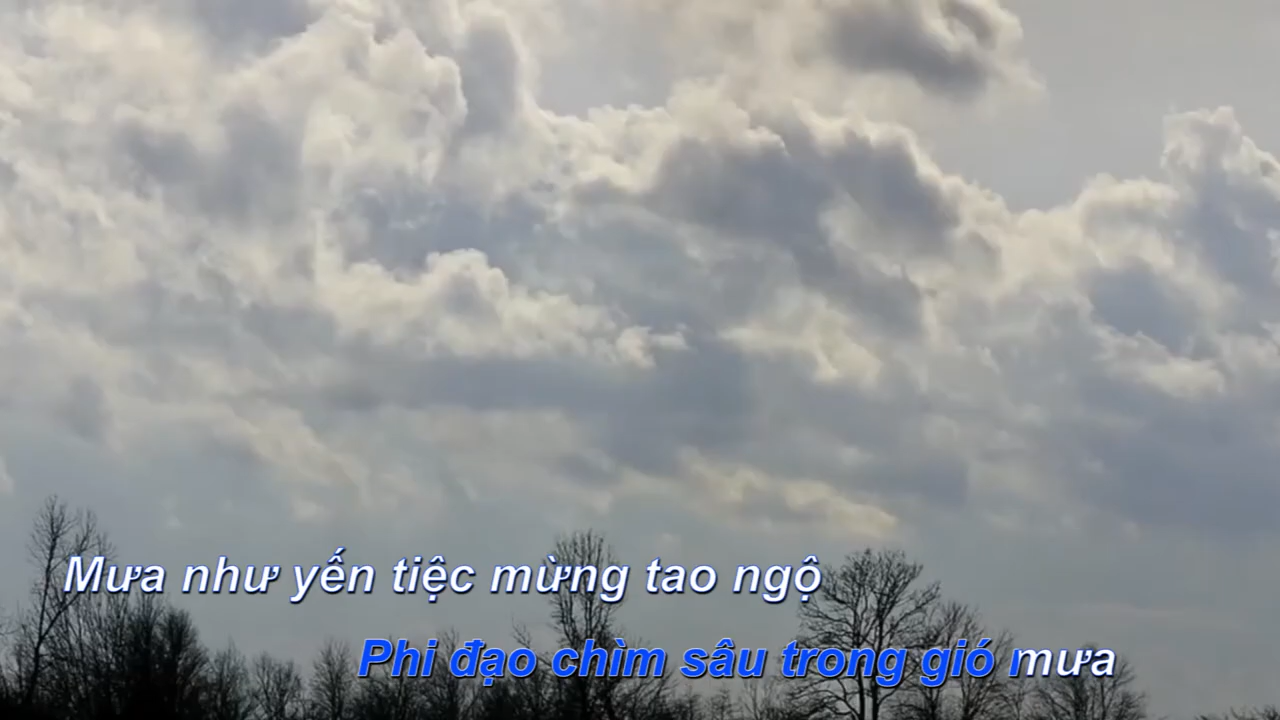 Mưa như yến tiệc mừng tao ngộ
Phi đạo chìm sâu trong gió mưa